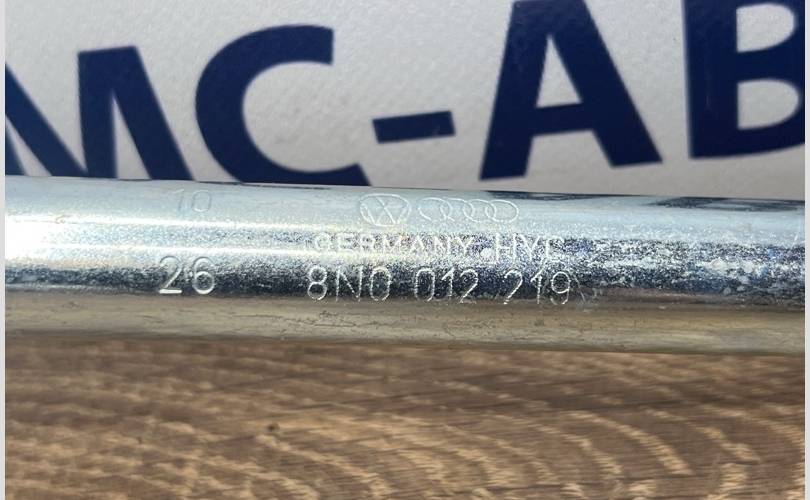 MC-AB
10
GERMANY HVC
26
8N0 012 219